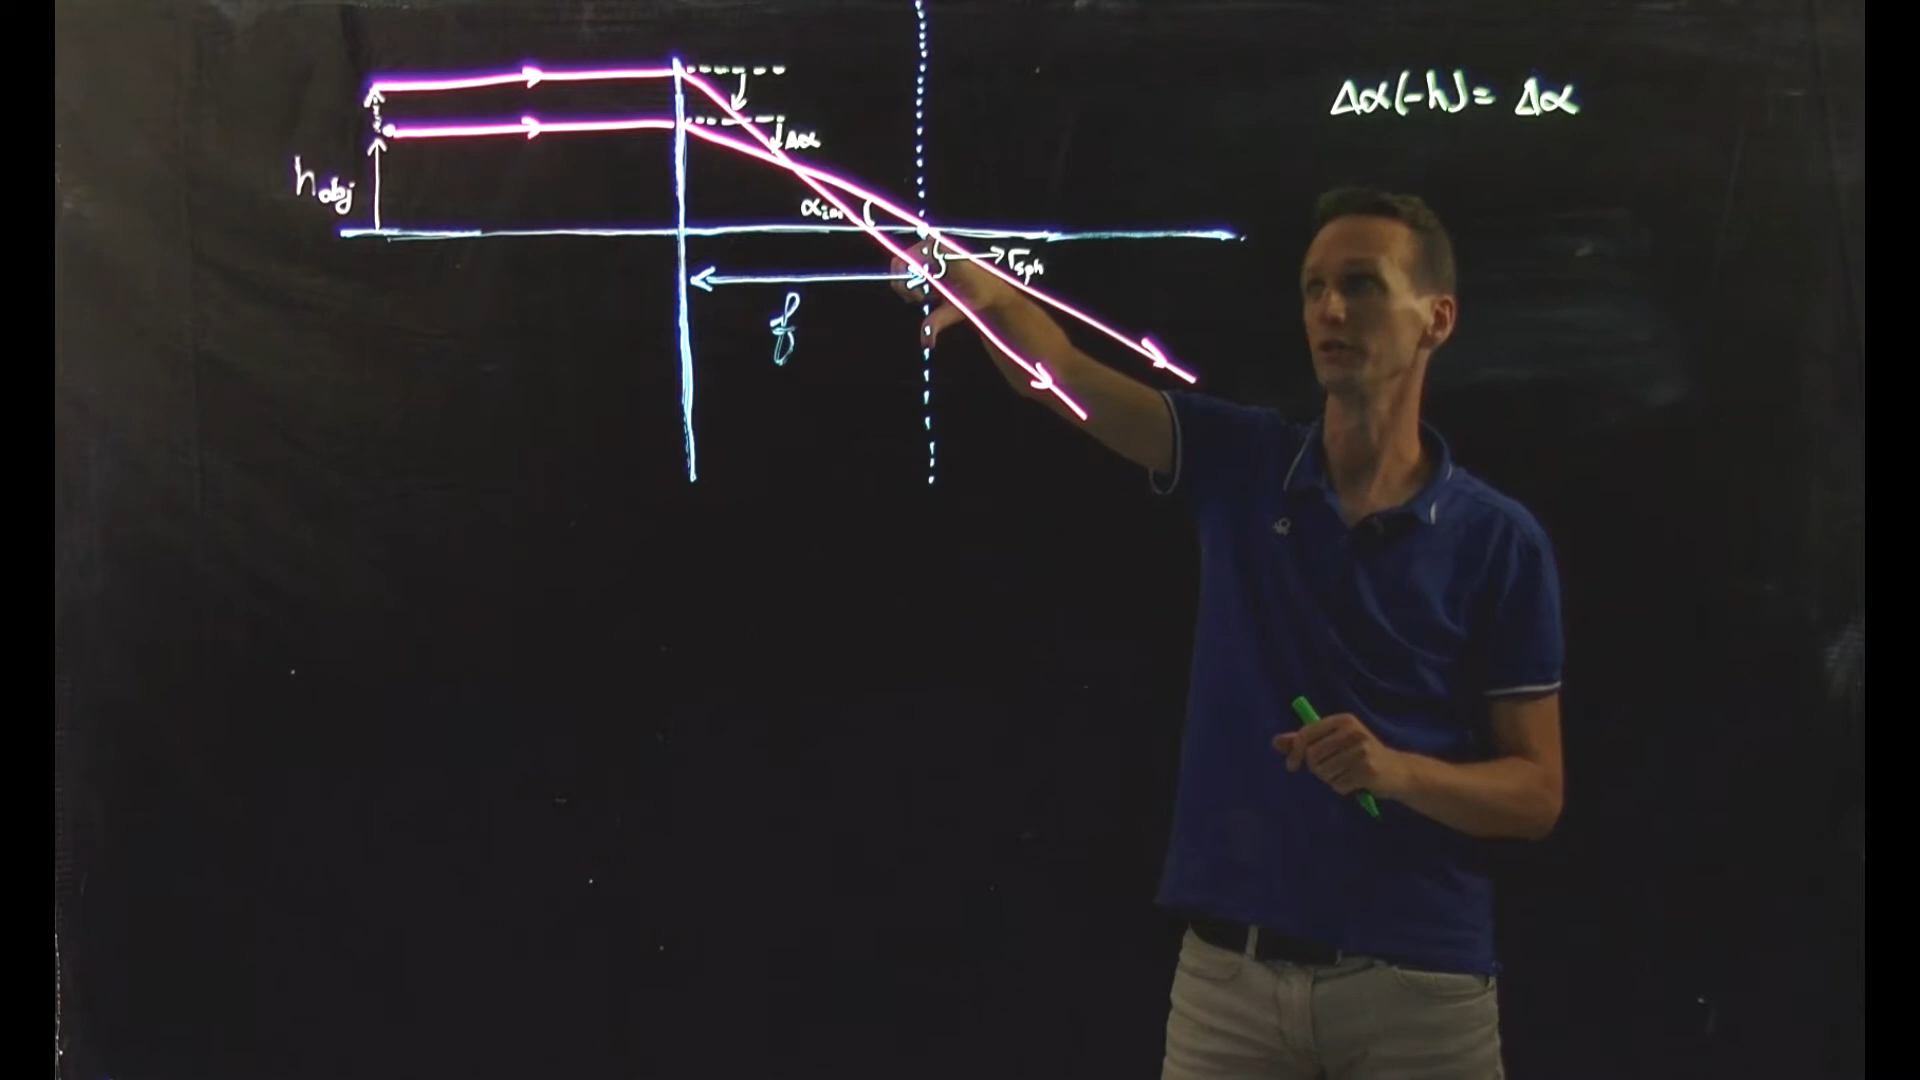 Δα(-h) = Δα
Δα
h_obj
α_im
r_sph
f